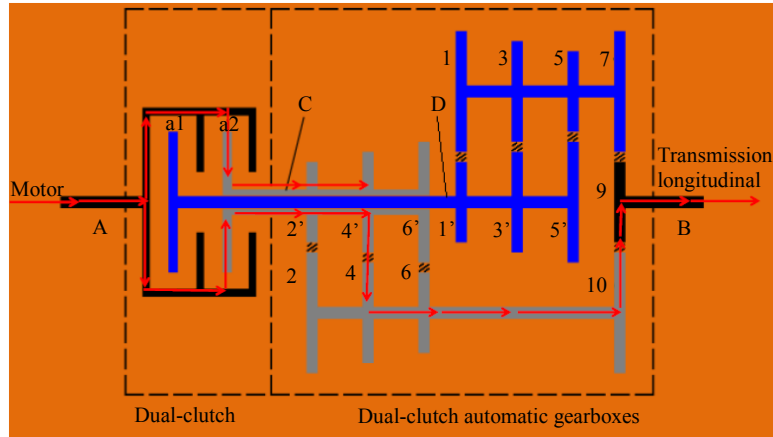 1
3
5
7
C
D
a1
a2
Motor
Transmission
longitudinal
9
A
B
2'
4'
6'
1'
3'
5'
2
4
6
10
Dual-clutch
Dual-clutch automatic gearboxes